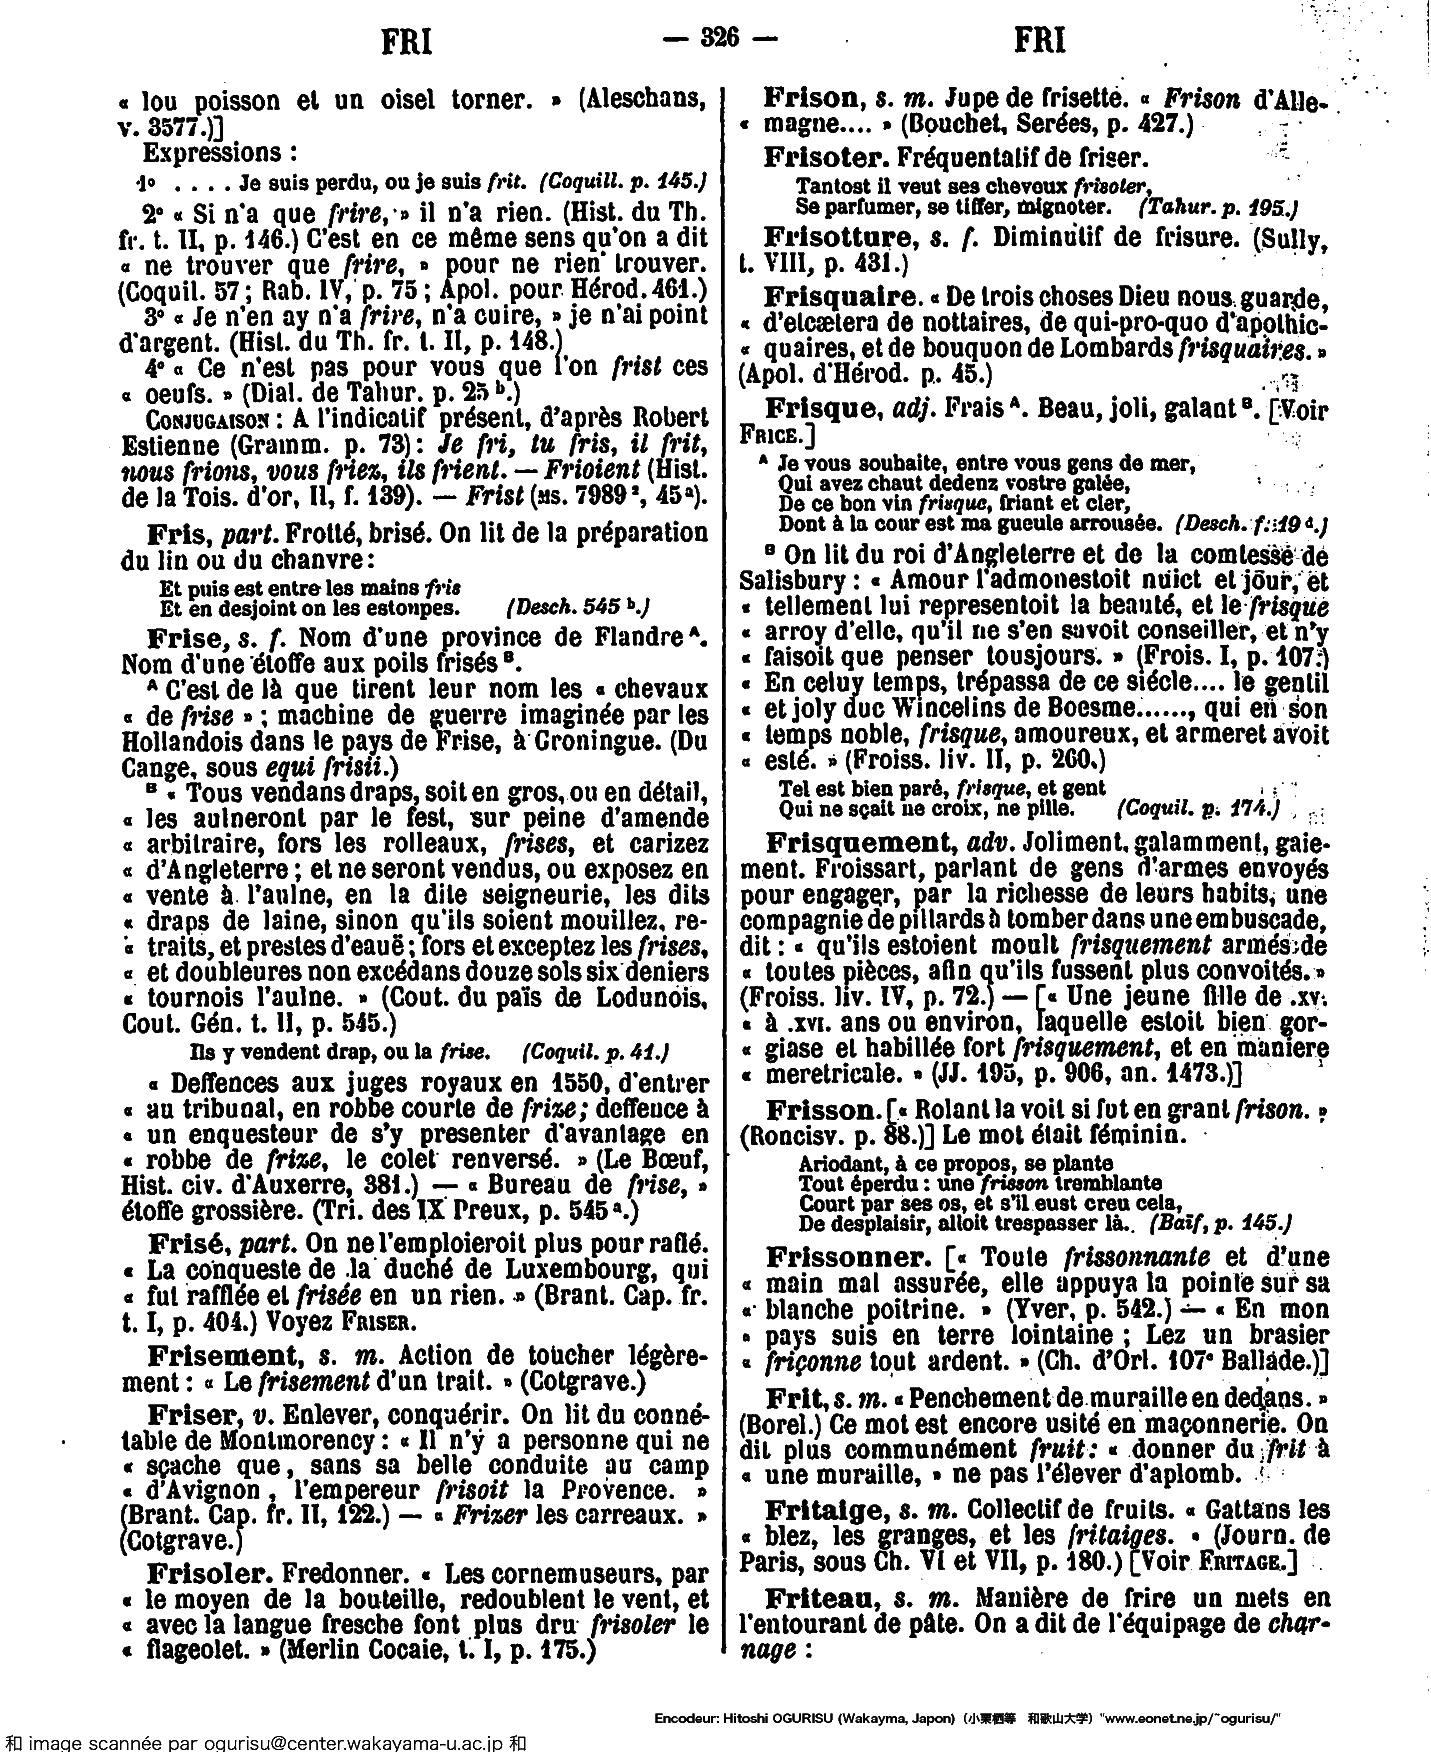 FRI
— 326 —
FRI
« lou poisson et un oisel torner. » (Aleschans,
v. 3577.)]
Expressions :
1° . . . . Je suis perdu, ou je suis frit. (Coquill. p. 145.)
2° « Si n'a que frire, » il n'a rien. (Hist. du Th.
fr. t. II, p. 146.) C'est en ce même sens qu'on a dit
« ne trouver que frire, » pour ne rien trouver.
(Coquil. 57 ; Rab. IV, p. 75 ; Apol. pour Hérod. 461.)
3° « Je n'en ay n'a frire, n'a cuire, » je n'ai point
d'argent. (Hist. du Th. fr. t. II, p. 148.)
4° « Ce n'est pas pour vous que l'on frist ces
« oeufs. » (Dial. de Tahur. p. 25 b.)
CONJUGAISON : A l'indicatif présent, d'après Robert
Estienne (Gramm. p. 73) : Je fri, tu fris, il frit,
nous frions, vous friez, ils frient. — Frioient (Hist.
de la Tois. d'or, II, f. 139). — Frist (MS. 7989 ², 45 a).
Fris, part. Frotté, brisé. On lit de la préparation
du lin ou du chanvre :
Et puis est entre les mains fris
Et en desjoint on les estoupes. (Desch. 545 b.)
Frise, s. f. Nom d'une province de Flandre A.
Nom d'une étoffe aux poils frisés B.
A C'est de là que tirent leur nom les « chevaux
« de frise » ; machine de guerre imaginée par les
Hollandois dans le pays de Frise, à Groningue. (Du
Cange, sous equi frisii.)
B « Tous vendans draps, soit en gros, ou en détail,
« les aulneront par le fest, sur peine d'amende
« arbitraire, fors les rolleaux, frises, et carizez
« d'Angleterre ; et ne seront vendus, ou exposez en
« vente à l'aulne, en la dite seigneurie, les dits
« draps de laine, sinon qu'ils soient mouillez, re-
« traits, et prestes d'eauë ; fors et exceptez les frises,
« et doubleures non excédans douze sols six deniers
« tournois l'aulne. » (Cout. du païs de Lodunois,
Cout. Gén. t. II, p. 545.)
Ils y vendent drap, ou la frise. (Coquil. p. 41.)
« Deffences aux juges royaux en 1550, d'entrer
« au tribunal, en robbe courte de frize ; deffence à
« un enquesteur de s'y presenter d'avantage en
« robbe de frize, le colet renversé. » (Le Bœuf,
Hist. civ. d'Auxerre, 381.) — « Bureau de frise, »
étoffe grossière. (Tri. des IX Preux, p. 545 a.)
Frisé, part. On ne l'emploieroit plus pour raflé.
« La conqueste de la duché de Luxembourg, qui
« fut rafflée et frisée en un rien. » (Brant. Cap. fr.
t. I, p. 404.) Voyez FRISER.
Frisement, s. m. Action de toucher légère-
ment : « Le frisement d'un trait. » (Cotgrave.)
Friser, v. Enlever, conquérir. On lit du conné-
table de Montmorency : « Il n'y a personne qui ne
« sçache que, sans sa belle conduite au camp
« d'Avignon, l'empereur frisoit la Provence. »
(Brant. Cap. fr. II, 122.) — « Frizer les carreaux. »
(Cotgrave.)
Frisoler. Fredonner. « Les cornemuseurs, par
« le moyen de la bouteille, redoublent le vent, et
« avec la langue fresche font plus dru frisoler le
« flageolet. » (Merlin Cocaie, t. I, p. 175.)
Frison, s. m. Jupe de frisette. « Frison d'Alle-
« magne.... » (Bouchet, Serées, p. 427.)
Frisoter. Fréquentatif de friser.
Tantost il veut ses cheveux frisoter,
Se parfumer, se tiffer, mignoter. (Tahur. p. 195.)
Frisotture, s. f. Diminutif de frisure. (Sully,
t. VIII, p. 431.)
Frisquaire. « De trois choses Dieu nous guarde,
« d'etcætera de nottaires, de qui-pro-quo d'apothic-
« quaires, et de bouquon de Lombards frisquaires. »
(Apol. d'Hérod. p. 45.)
Frisque, adj. Frais A. Beau, joli, galant B. [Voir
FRICE.]
A Je vous souhaite, entre vous gens de mer,
Qui avez chaut dedenz vostre galée,
De ce bon vin frisque, friant et cler,
Dont à la cour est ma gueule arrousée. (Desch. f. 19 d.)
B On lit du roi d'Angleterre et de la comtesse de
Salisbury : « Amour l'admonestoit nuict et jour, et
« tellement lui representoit la beauté, et le frisque
« arroy d'elle, qu'il ne s'en savoit conseiller, et n'y
« faisoit que penser tousjours. » (Frois. I, p. 107.)
« En celuy temps, trépassa de ce siécle.... le gentil
« et joly duc Wincelins de Boesme......, qui en son
« temps noble, frisque, amoureux, et armeret avoit
« esté. » (Froiss. liv. II, p. 260.)
Tel est bien paré, frisque, et gent
Qui ne sçait ne croix, ne pille. (Coquil. p. 174.)
Frisquement, adv. Joliment, galamment, gaie-
ment. Froissart, parlant de gens d'armes envoyés
pour engager, par la richesse de leurs habits, une
compagnie de pillards à tomber dans une embuscade,
dit : « qu'ils estoient moult frisquement armés de
« toutes pièces, afin qu'ils fussent plus convoités. »
(Froiss. liv. IV, p. 72.) — [« Une jeune fille de .XV.
« à .XVI. ans ou environ, laquelle estoit bien gor-
« giase et habillée fort frisquement, et en maniere
« meretricale. » (JJ. 195, p. 906, an. 1473.)]
Frisson. [« Rolant la voit si fut en grant frison. »
(Roncisv. p. 88.)] Le mot était féminin.
Ariodant, à ce propos, se plante
Tout éperdu : une frisson tremblante
Court par ses os, et s'il eust creu cela,
De desplaisir, alloit trespasser là. (Baïf, p. 145.)
Frissonner. [« Toute frissonnante et d'une
« main mal assurée, elle appuya la pointe sur sa
« blanche poitrine. » (Yver, p. 542.) — « En mon
« pays suis en terre lointaine ; Lez un brasier
« friçonne tout ardent. » (Ch. d'Orl. 107e Ballade.)]
Frit, s. m. « Penchement de muraille en dedans. »
(Borel.) Ce mot est encore usité en maçonnerie. On
dit plus communément fruit : « donner du frit à
« une muraille, » ne pas l'élever d'aplomb.
Fritaige, s. m. Collectif de fruits. « Gattans les
« blez, les granges, et les fritaiges. » (Journ. de
Paris, sous Ch. VI et VII, p. 180.) [Voir FRITAGE.]
Friteau, s. m. Manière de frire un mets en
l'entourant de pâte. On a dit de l'équipage de char-
nage :
Encodeur: Hitoshi OGURISU (Wakayma, Japon) (小栗栖等 和歌山大学) "www.eonet.ne.jp/~ogurisu/"
和 image scannée par ogurisu@center.wakayama-u.ac.jp 和